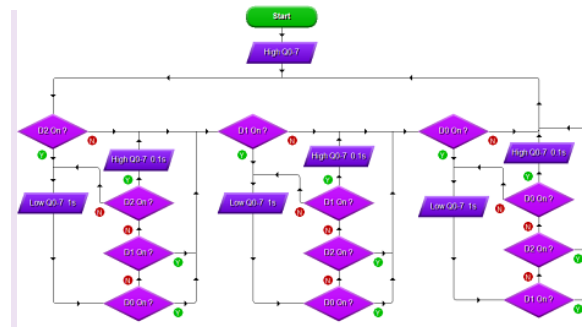 Start
High Q0-7
D2 On ?
N
Y
High Q0-7 0.1s
Y
Low Q0-7 1s
D2 On ?
N
N
D1 On ?
Y
N
D0 On ?
Y
D1 On ?
N
Y
High Q0-7 0.1s
Y
Low Q0-7 1s
D1 On ?
N
N
D2 On ?
Y
N
D0 On ?
Y
D0 On ?
N
Y
High Q0-7 0.1s
Y
Low Q0-7 1s
D0 On ?
N
N
D2 On ?
Y
N
D1 On ?
Y